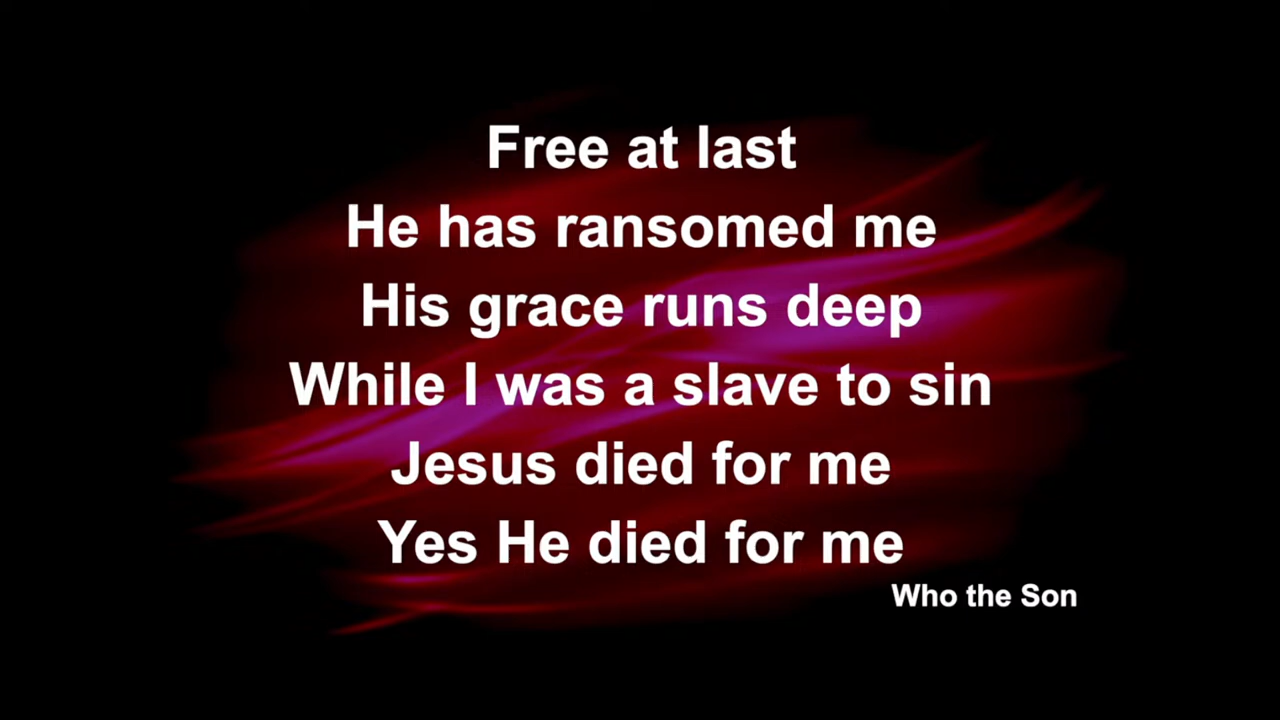 Free at last
He has ransomed me
His grace runs deep
While I was a slave to sin
Jesus died for me
Yes He died for me
Who the Son